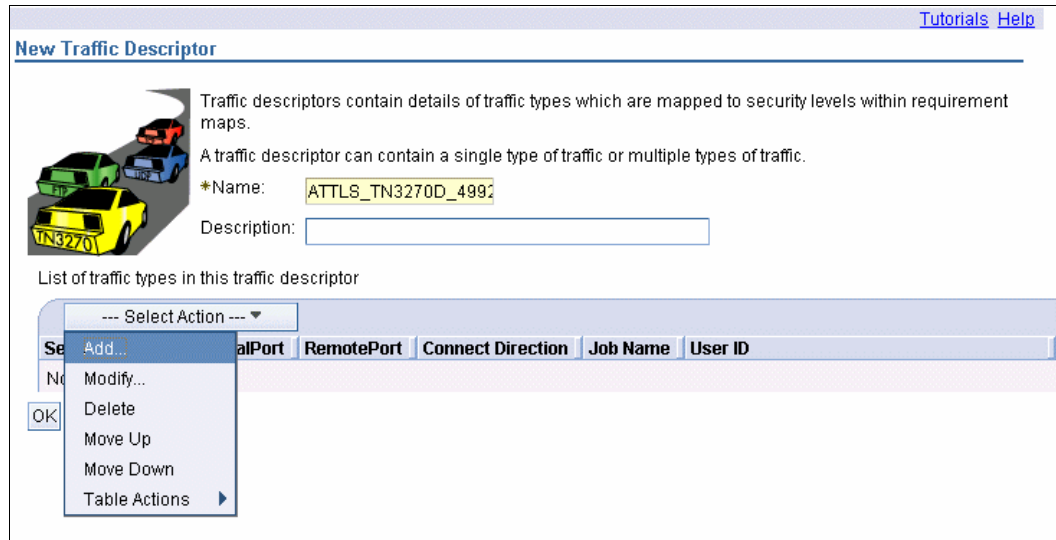 Tutorials Help
New Traffic Descriptor
Traffic descriptors contain details of traffic types which are mapped to security levels within requirement
maps.
A traffic descriptor can contain a single type of traffic or multiple types of traffic.
*Name: ATTLS_TN3270D_4992
Description:
FTP
TN3270
List of traffic types in this traffic descriptor
--- Select Action ---
Se alPort RemotePort Connect Direction Job Name User ID
Add...
No
Modify...
OK
Delete
Move Up
Move Down
Table Actions